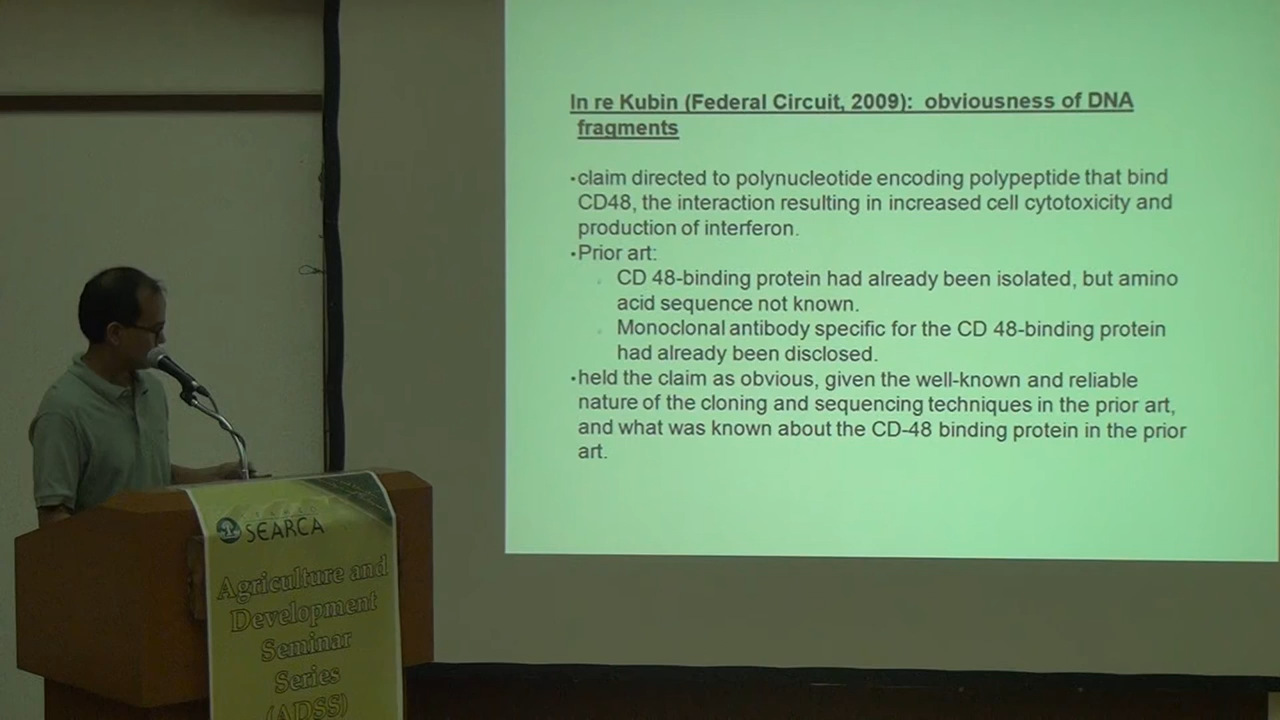 In re Kubin (Federal Circuit, 2009): obviousness of DNA
fragments
•claim directed to polynucleotide encoding polypeptide that bind
CD48, the interaction resulting in increased cell cytotoxicity and
production of interferon.
•Prior art:
CD 48-binding protein had already been isolated, but amino
acid sequence not known.
Monoclonal antibody specific for the CD 48-binding protein
had already been disclosed.
•held the claim as obvious, given the well-known and reliable
nature of the cloning and sequencing techniques in the prior art,
and what was known about the CD-48 binding protein in the prior
art.
SEARCA
Agriculture and
Development
Seminar
Series
(ADSS)